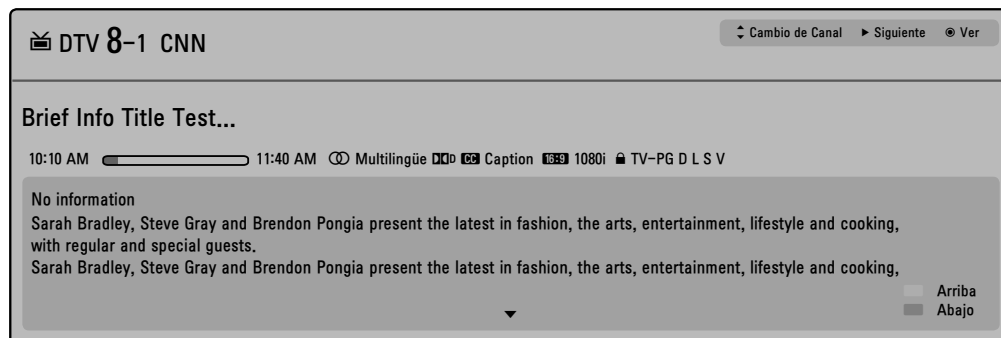 DTV 8-1 CNN
Cambio de Canal Siguiente Ver
Brief Info Title Test...
10:10 AM 11:40 AM Multilingüe DD D CC Caption 16:9 1080i TV-PG D L S V
No information
Sarah Bradley, Steve Gray and Brendon Pongia present the latest in fashion, the arts, entertainment, lifestyle and cooking,
with regular and special guests.
Sarah Bradley, Steve Gray and Brendon Pongia present the latest in fashion, the arts, entertainment, lifestyle and cooking,
Arriba
Abajo